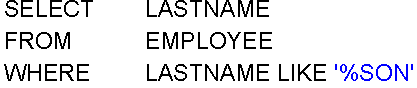 SELECT LASTNAME
FROM EMPLOYEE
WHERE LASTNAME LIKE '%SON'